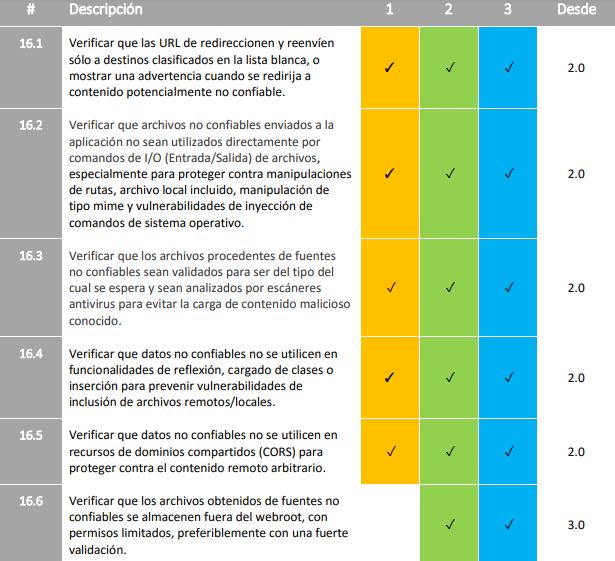 # Descripción 1 2 3 Desde
16.1 Verificar que las URL de redireccionen y reenvíen
sólo a destinos clasificados en la lista blanca, o
mostrar una advertencia cuando se redirija a
contenido potencialmente no confiable.
✓ ✓ ✓ 2.0
16.2 Verificar que archivos no confiables enviados a la
aplicación no sean utilizados directamente por
comandos de I/O (Entrada/Salida) de archivos,
especialmente para proteger contra manipulaciones
de rutas, archivo local incluido, manipulación de
tipo mime y vulnerabilidades de inyección de
comandos de sistema operativo.
✓ ✓ ✓ 2.0
16.3 Verificar que los archivos procedentes de fuentes
no confiables sean validados para ser del tipo del
cual se espera y sean analizados por escáneres
antivirus para evitar la carga de contenido malicioso
conocido.
✓ ✓ ✓ 2.0
16.4 Verificar que datos no confiables no se utilicen en
funcionalidades de reflexión, cargado de clases o
inserción para prevenir vulnerabilidades de
inclusión de archivos remotos/locales.
✓ ✓ ✓ 2.0
16.5 Verificar que datos no confiables no se utilicen en
recursos de dominios compartidos (CORS) para
proteger contra el contenido remoto arbitrario.
✓ ✓ ✓ 2.0
16.6 Verificar que los archivos obtenidos de fuentes no
confiables se almacenen fuera del webroot, con
permisos limitados, preferiblemente con una fuerte
validación.
✓ ✓ 3.0